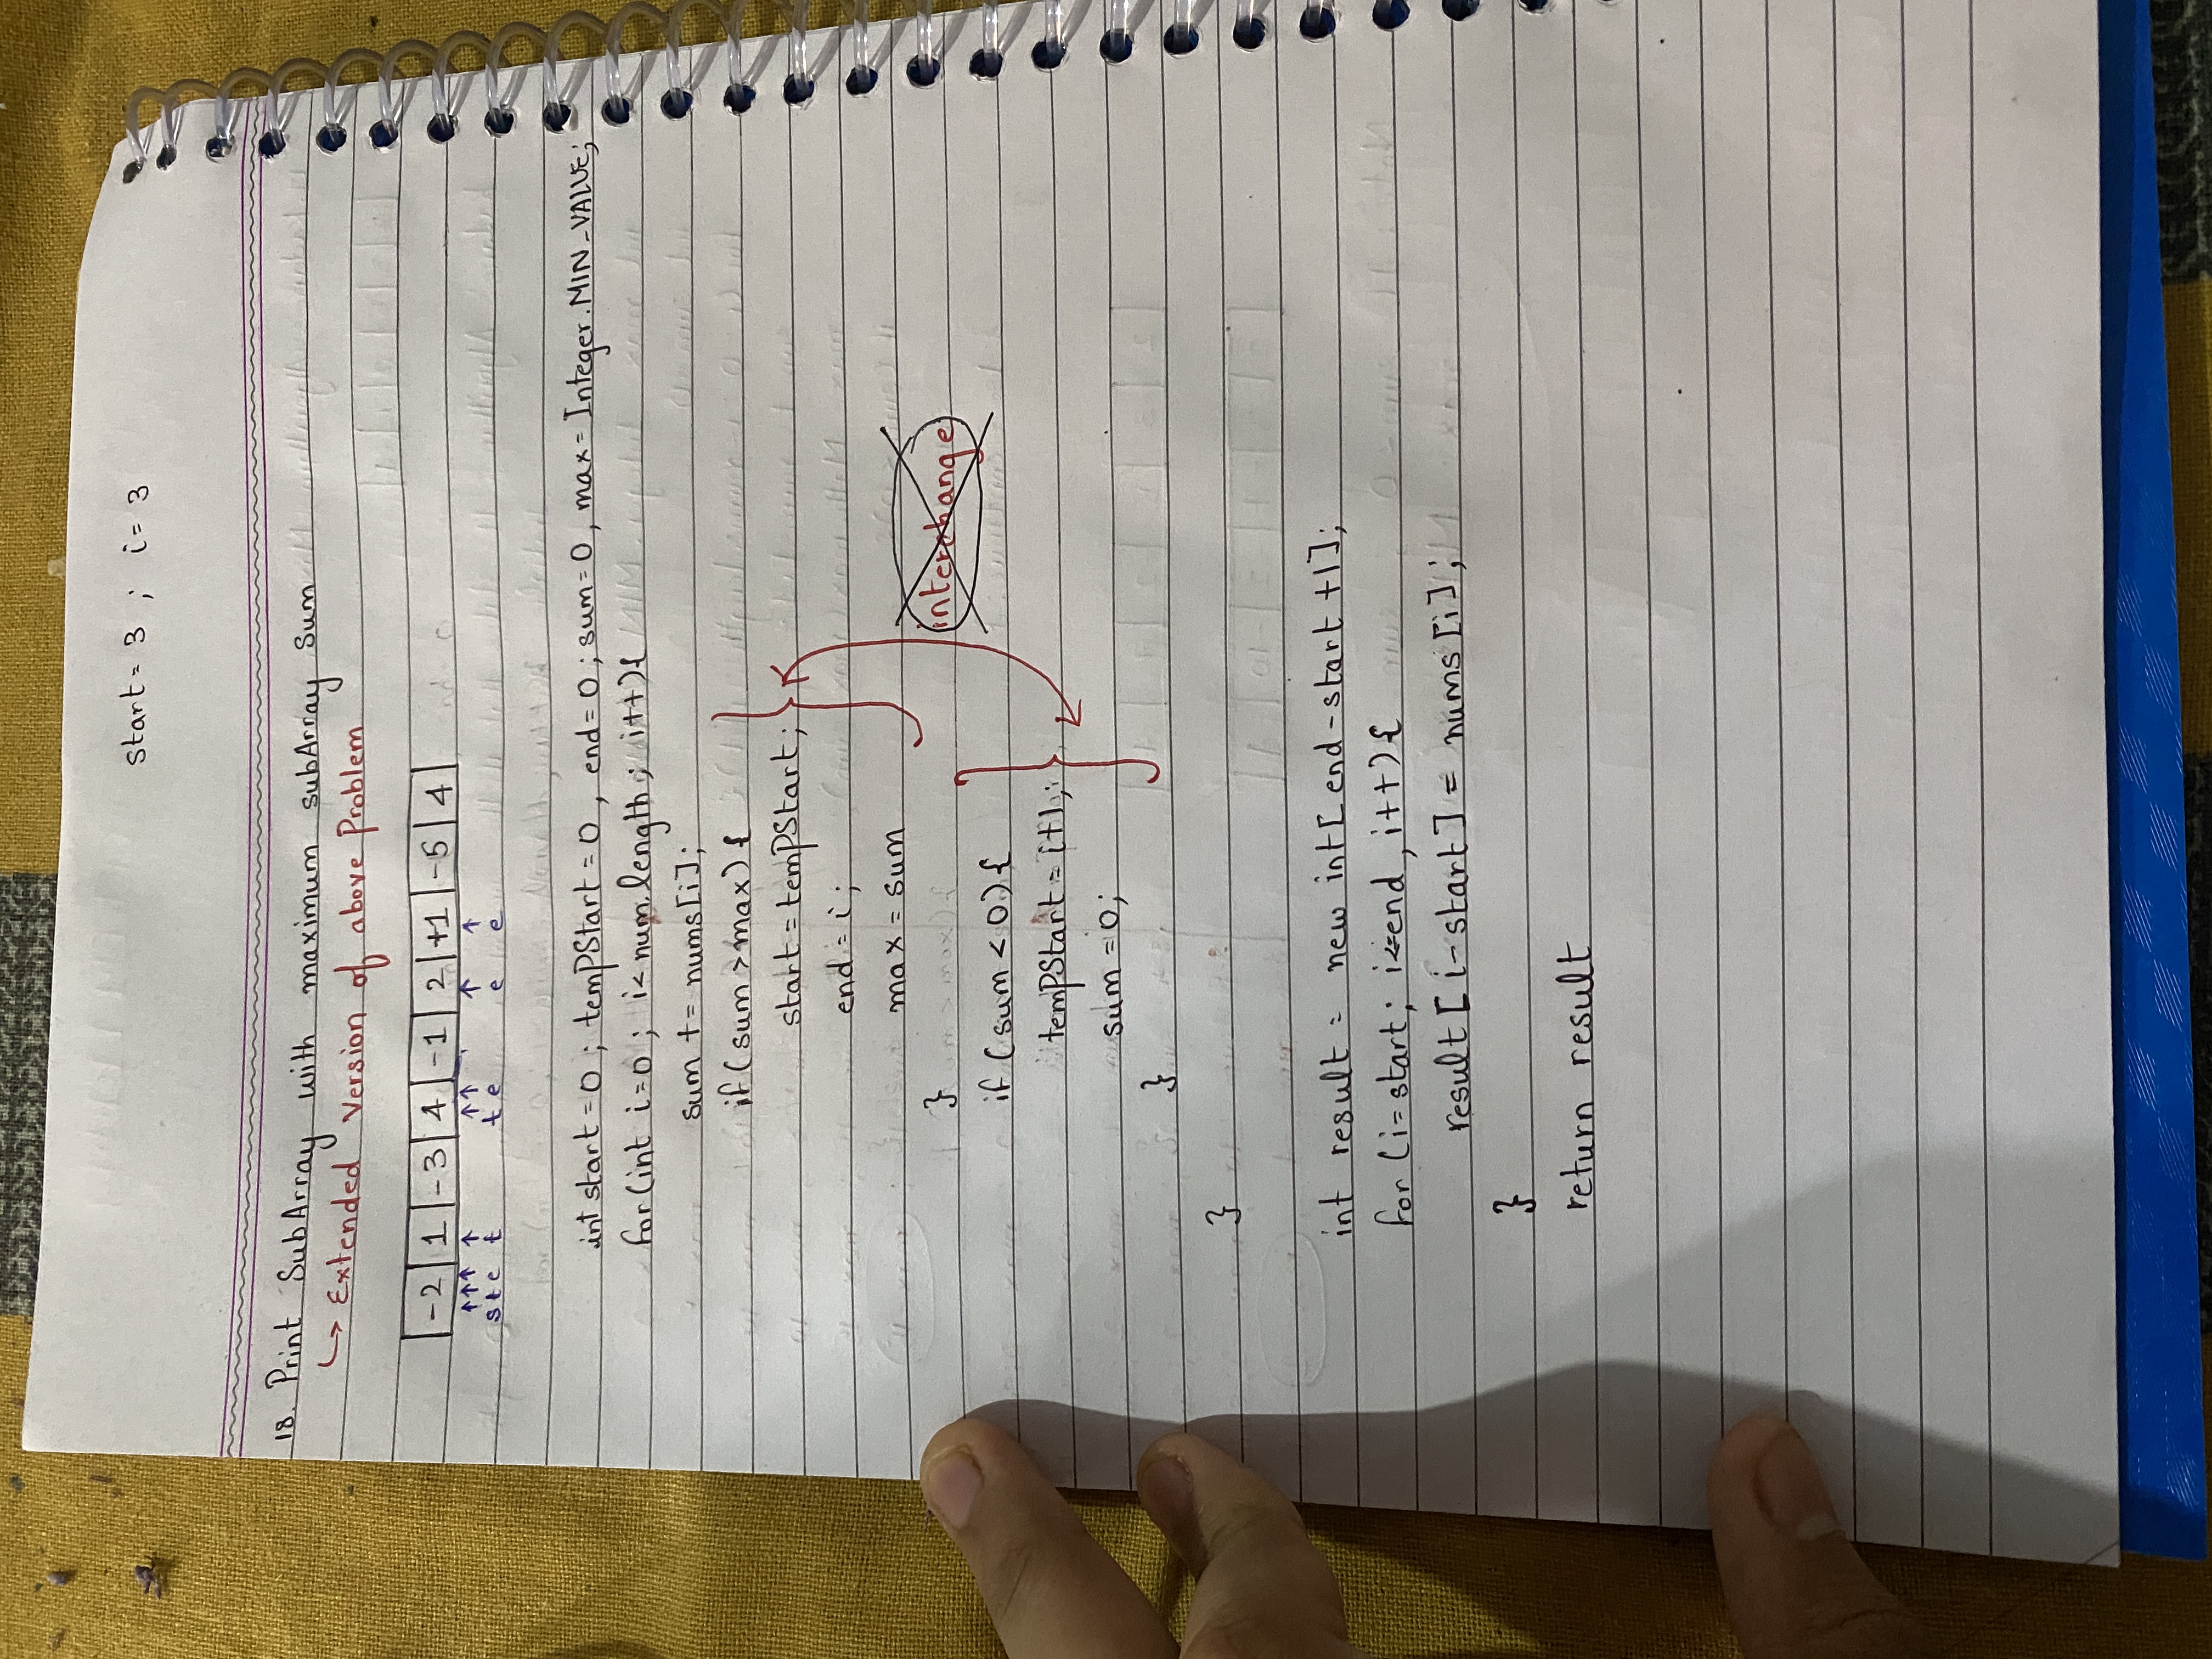 start = 3 ; i = 3
18. Print SubArray with maximum subArray Sum
↳ Extended version of above Problem
-2 1 -3 4 -1 2 +1 -5 4
↑↑↑ ↑ ↑↑ ↑ ↑
s t e t t e e e
int start = 0 ; tempStart = 0 , end = 0 ; sum = 0 , max = Integer.MIN_VALUE;
for (int i = 0 ; i < num.length ; i++){
sum += nums[i];
if (sum > max) {
start = tempStart;
end = i ;
max = sum
}
interchange
if (sum < 0) {
tempStart = i+1;
sum = 0;
}
}
int result = new int[ end - start +1];
for (i = start ; i<=end , i++) {
result [ i - start ] = nums [i] ;
}
return result